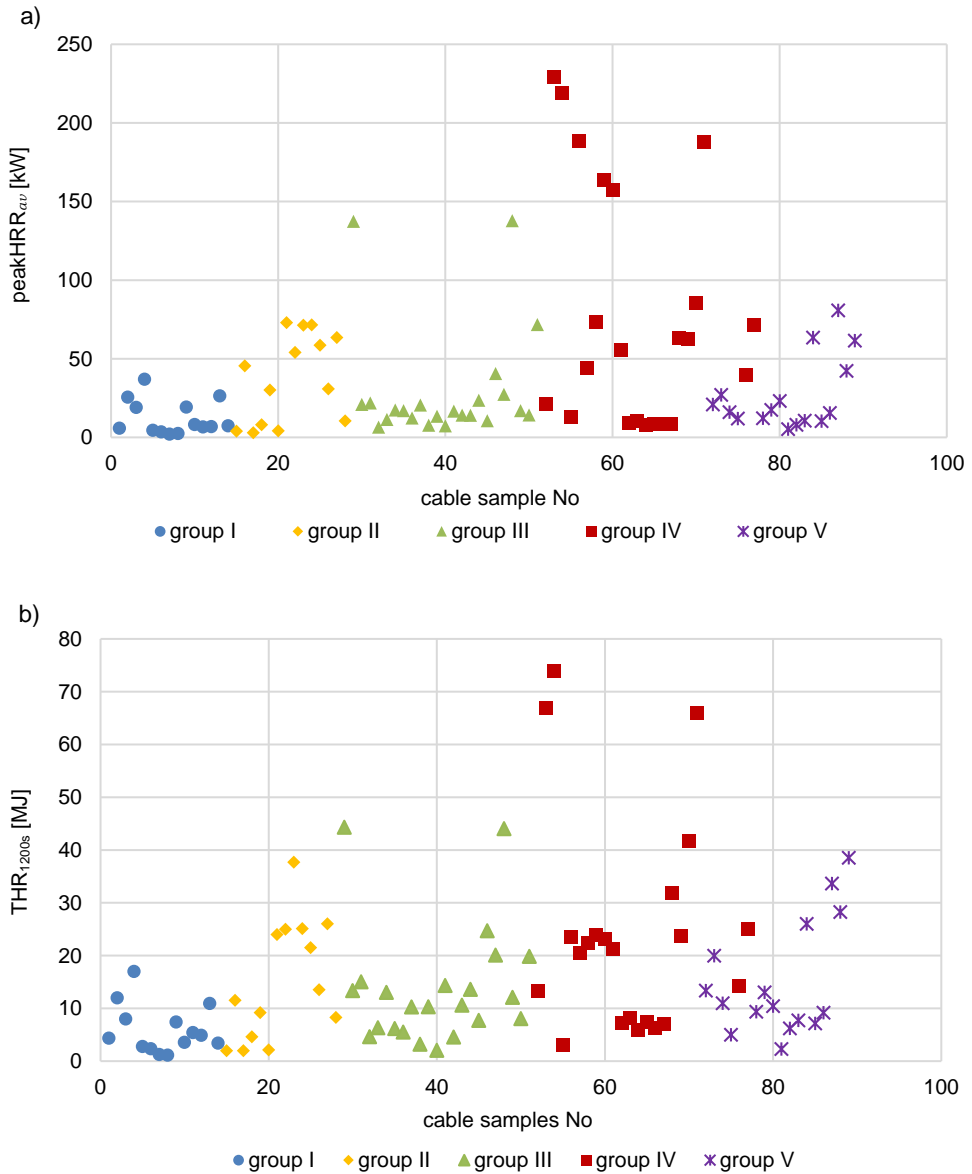 a)
250
200
150
100
50
0
peakHRRav [kW]
0 20 40 60 80 100
cable sample No
group I group II group III group IV group V
b)
80
70
60
50
40
30
20
10
0
THR1200s [MJ]
0 20 40 60 80 100
cable samples No
group I group II group III group IV group V